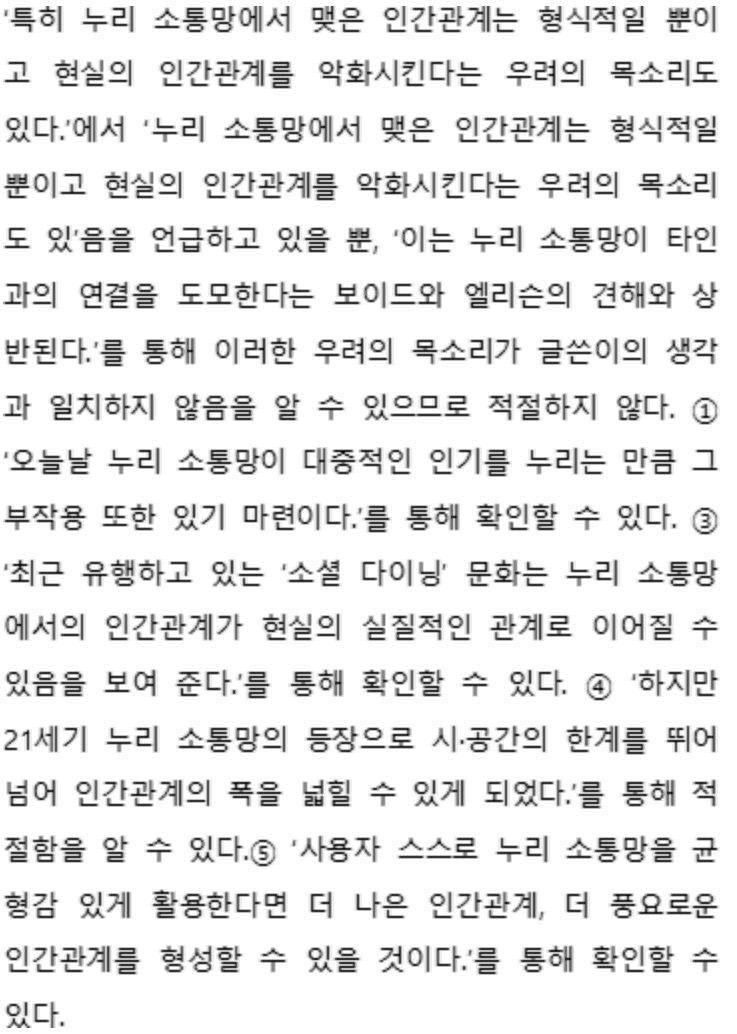 ‘특히 누리 소통망에서 맺은 인간관계는 형식적일 뿐이
고 현실의 인간관계를 악화시킨다는 우려의 목소리도
있다.’에서 ‘누리 소통망에서 맺은 인간관계는 형식적일
뿐이고 현실의 인간관계를 악화시킨다는 우려의 목소리
도 있’음을 언급하고 있을 뿐, ‘이는 누리 소통망이 타인
과의 연결을 도모한다는 보이드와 엘리슨의 견해와 상
반된다.’를 통해 이러한 우려의 목소리가 글쓴이의 생각
과 일치하지 않음을 알 수 있으므로 적절하지 않다. ①
‘오늘날 누리 소통망이 대중적인 인기를 누리는 만큼 그
부작용 또한 있기 마련이다.’를 통해 확인할 수 있다. ③
‘최근 유행하고 있는 ‘소셜 다이닝’ 문화는 누리 소통망
에서의 인간관계가 현실의 실질적인 관계로 이어질 수
있음을 보여 준다.’를 통해 확인할 수 있다. ④ ‘하지만
21세기 누리 소통망의 등장으로 시·공간의 한계를 뛰어
넘어 인간관계의 폭을 넓힐 수 있게 되었다.’를 통해 적
절함을 알 수 있다.⑤ ‘사용자 스스로 누리 소통망을 균
형감 있게 활용한다면 더 나은 인간관계, 더 풍요로운
인간관계를 형성할 수 있을 것이다.’를 통해 확인할 수
있다.